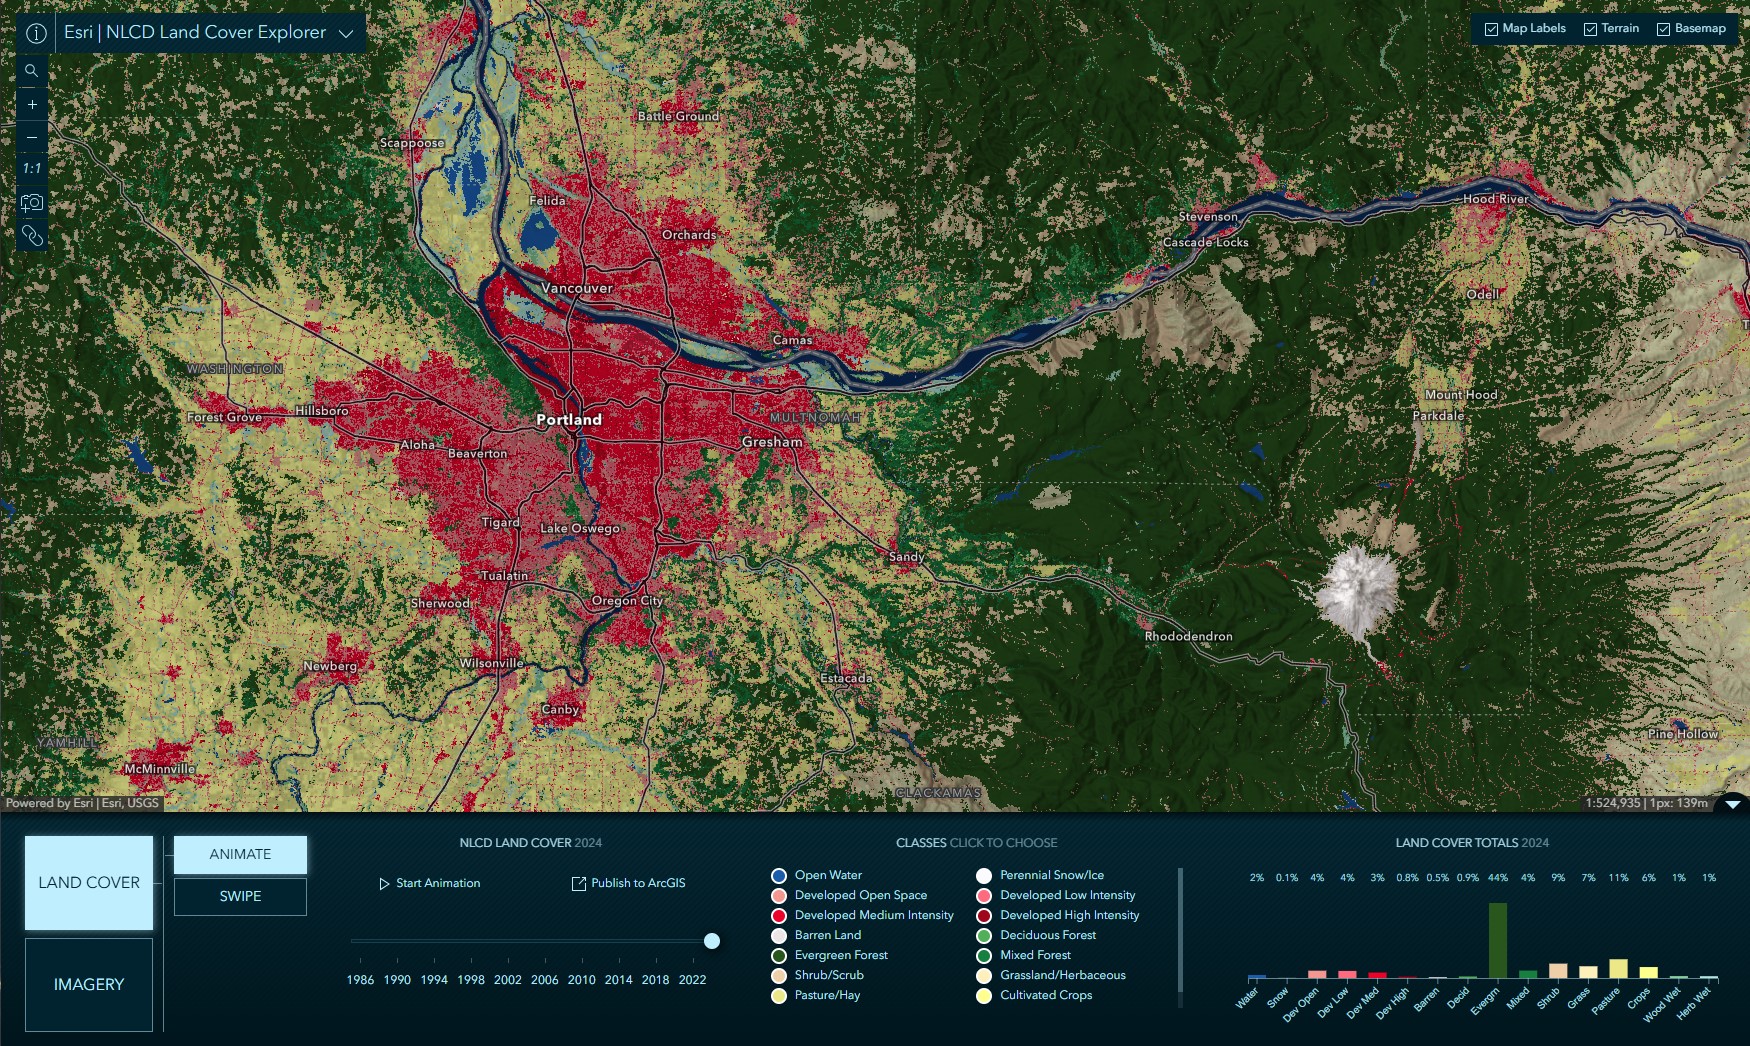 Esri | NLCD Land Cover Explorer
Map Labels
Terrain
Basemap
1:1
Battle Ground
Scappoose
Felida
Orchards
Stevenson
Hood River
Cascade Locks
Vancouver
Odell
Camas
WASHINGTON
Mount Hood
Parkdale
Forest Grove
Hillsboro
Portland
MULTNOMAH
Gresham
Aloha
Beaverton
Tigard
Lake Oswego
Sandy
Tualatin
Sherwood
Oregon City
Rhododendron
Newberg
Wilsonville
Estacada
Canby
Pine Hollow
YAMHILL
McMinnville
CLACKAMAS
Powered by Esri | Esri, USGS
1:524,935 | 1px: 139m
LAND COVER
IMAGERY
ANIMATE
SWIPE
NLCD LAND COVER 2024
Start Animation
Publish to ArcGIS
1986 1990 1994 1998 2002 2006 2010 2014 2018 2022
CLASSES CLICK TO CHOOSE
Open Water
Perennial Snow/Ice
Developed Open Space
Developed Low Intensity
Developed Medium Intensity
Developed High Intensity
Barren Land
Deciduous Forest
Evergreen Forest
Mixed Forest
Shrub/Scrub
Grassland/Herbaceous
Pasture/Hay
Cultivated Crops
LAND COVER TOTALS 2024
2% 0.1% 4% 4% 3% 0.8% 0.5% 0.9% 44% 4% 9% 7% 11% 6% 1% 1%
Water
Snow
Dev Open
Dev Low
Dev Med
Dev High
Barren
Decid
Evergrn
Mixed
Shrub
Grass
Pasture
Crops
Wood Wet
Herb Wet